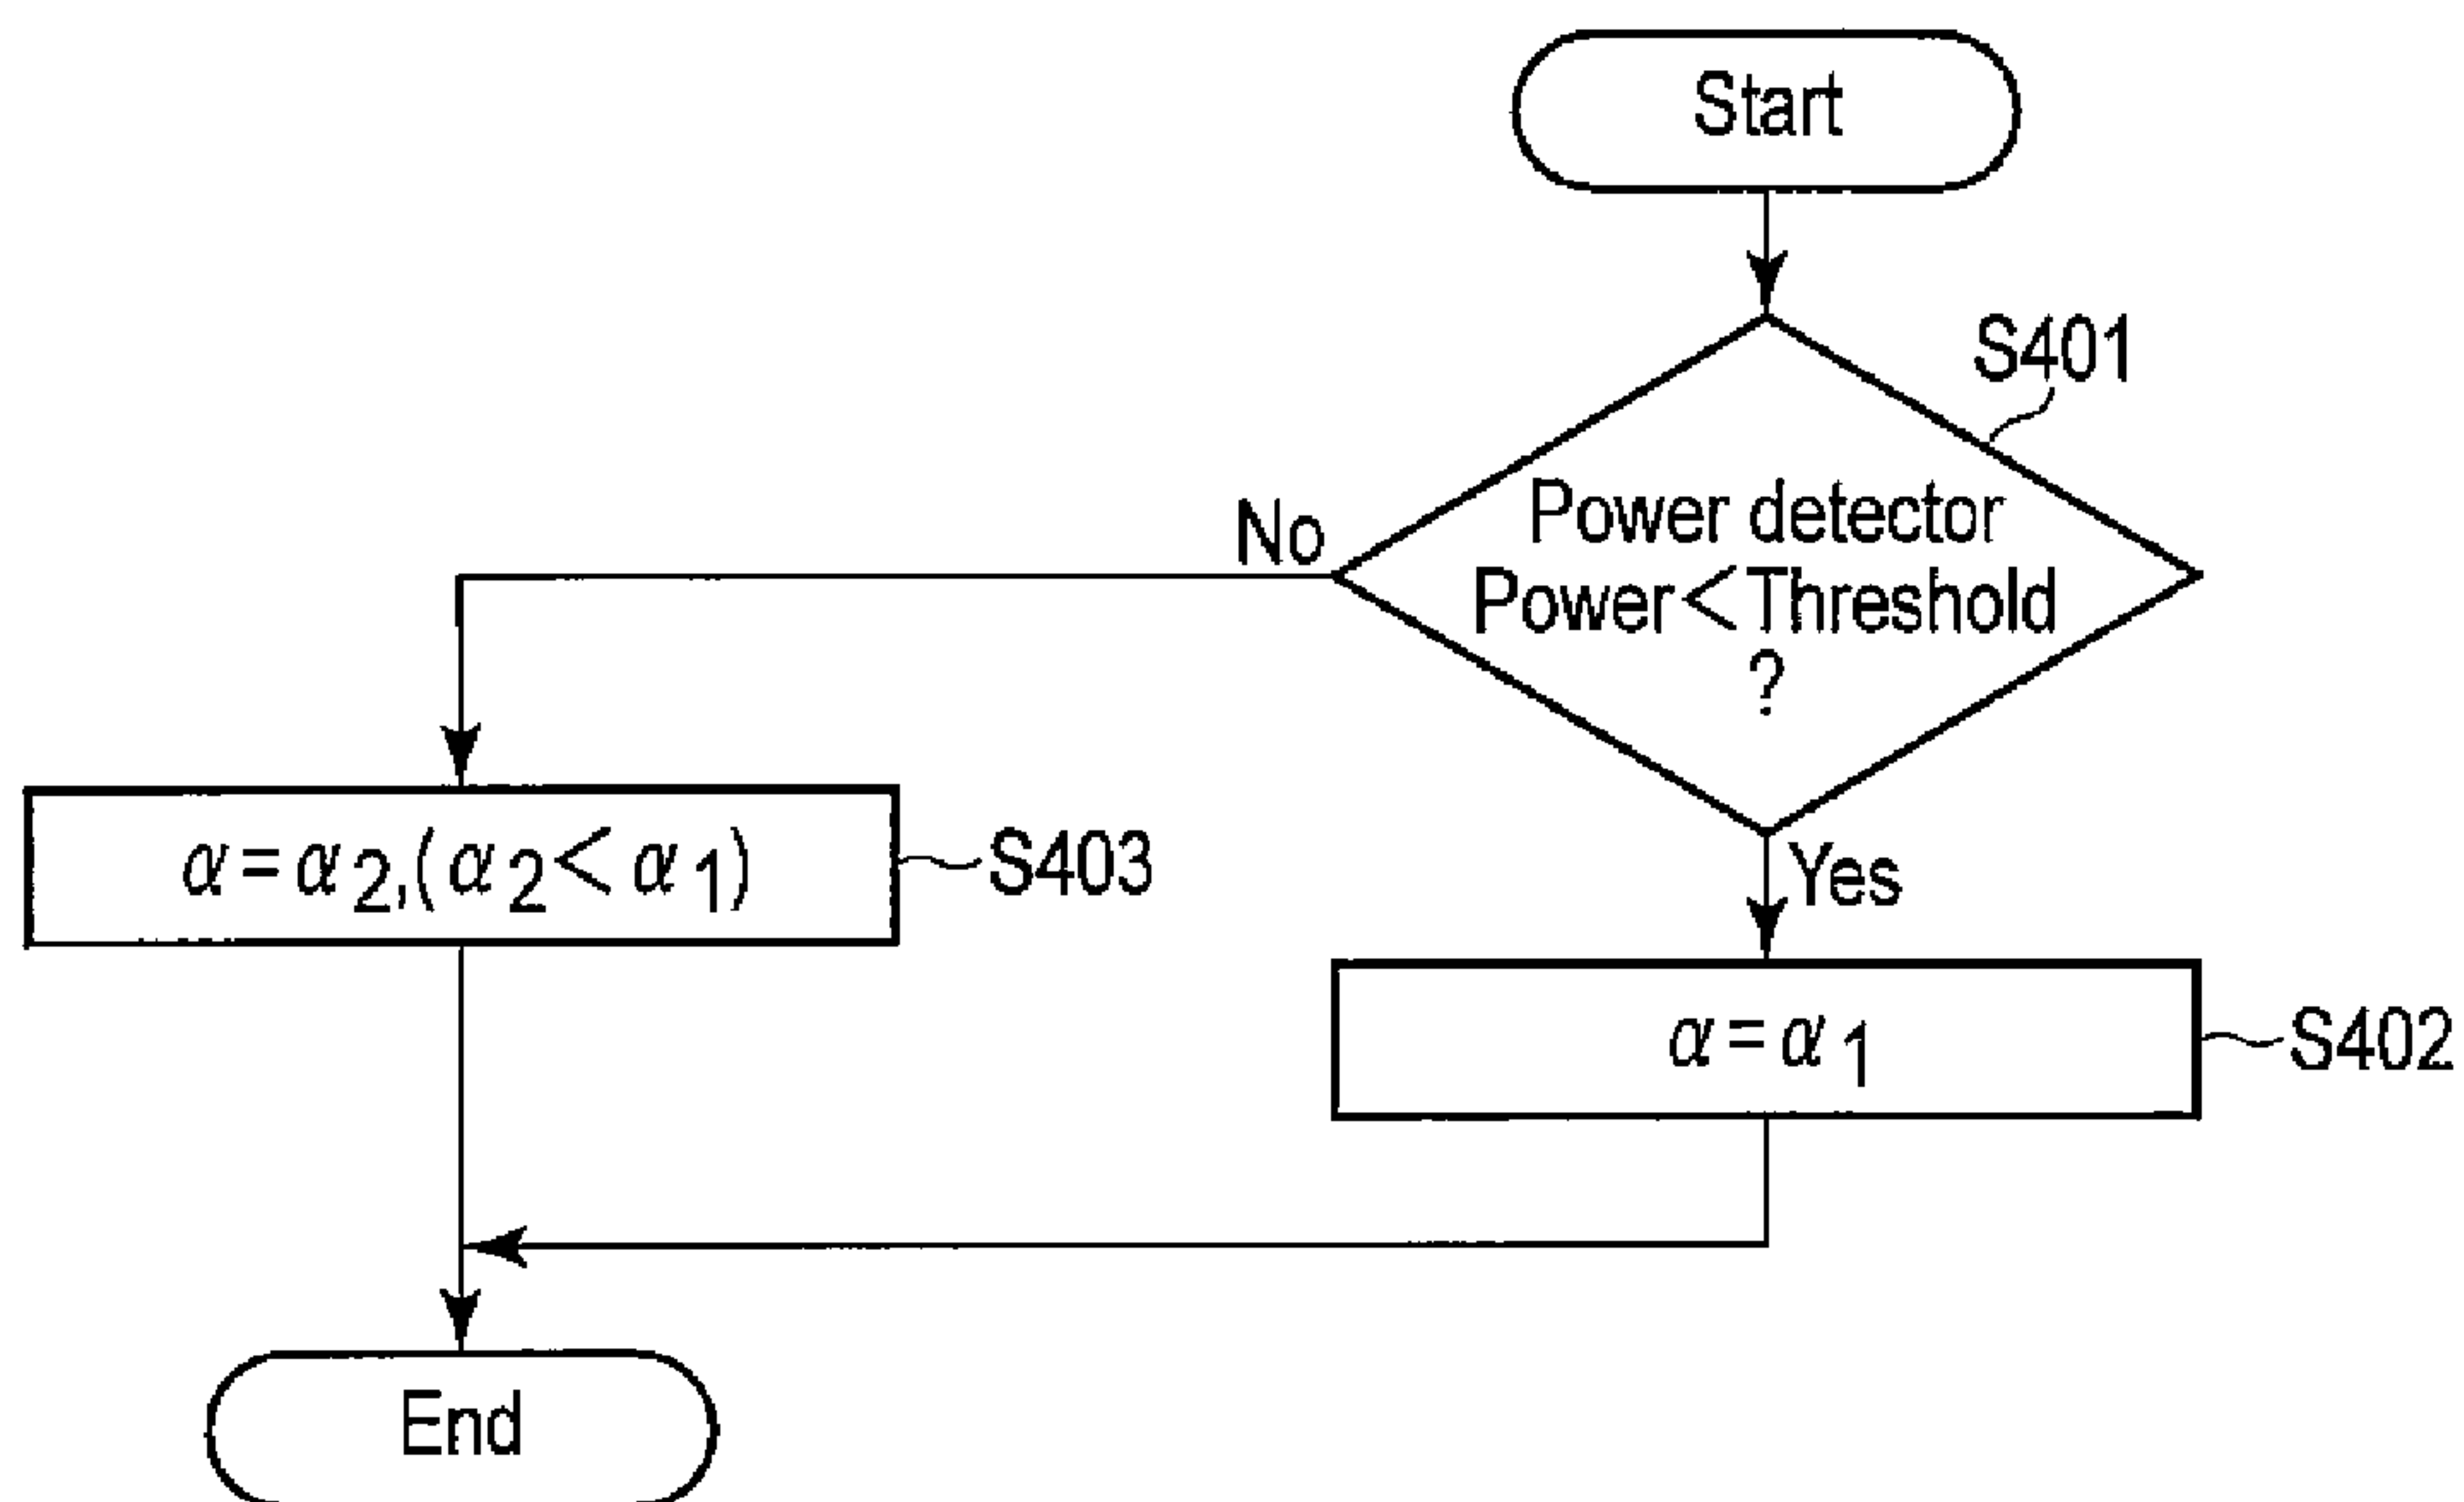 Start
S401
Power detector
Power<Threshold
?
No
Yes
α=α2,(α2<α1)
S403
α=α1
S402
End